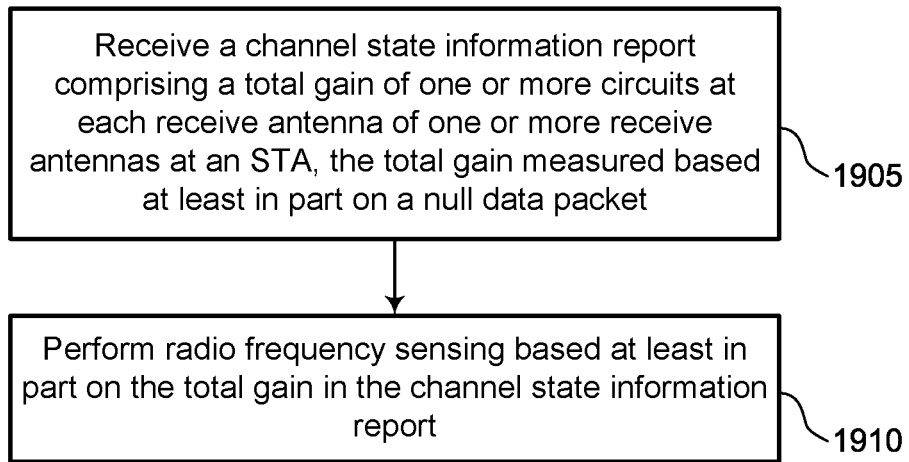 Receive a channel state information report
comprising a total gain of one or more circuits at
each receive antenna of one or more receive
antennas at an STA, the total gain measured based
at least in part on a null data packet
1905
Perform radio frequency sensing based at least in
part on the total gain in the channel state information
report
1910